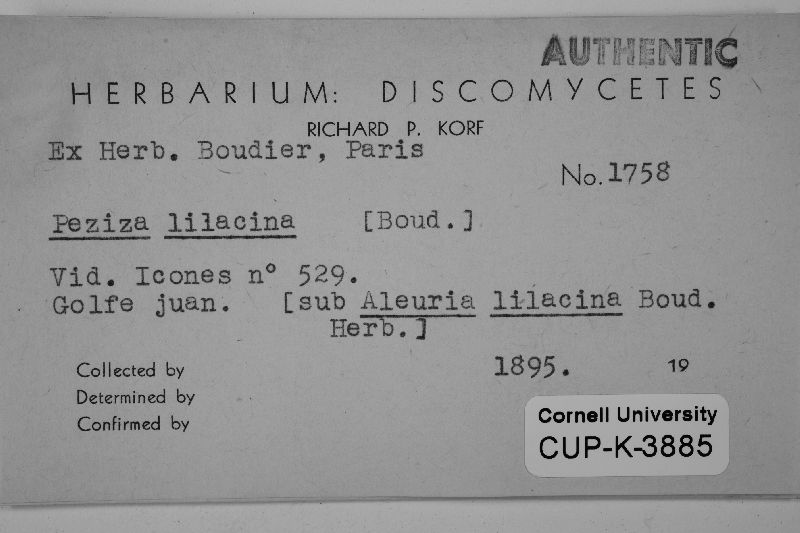 AUTHENTIC
HERBARIUM: DISCOMYCETES
RICHARD P. KORF
Ex Herb. Boudier, Paris
No. 1758
Peziza lilacina [Boud.]
Vid. Icones n° 529.
Golfe juan. [sub Aleuria lilacina Boud.
Herb.]
Collected by 1895. 19
Determined by
Confirmed by
Cornell University
CUP-K-3885